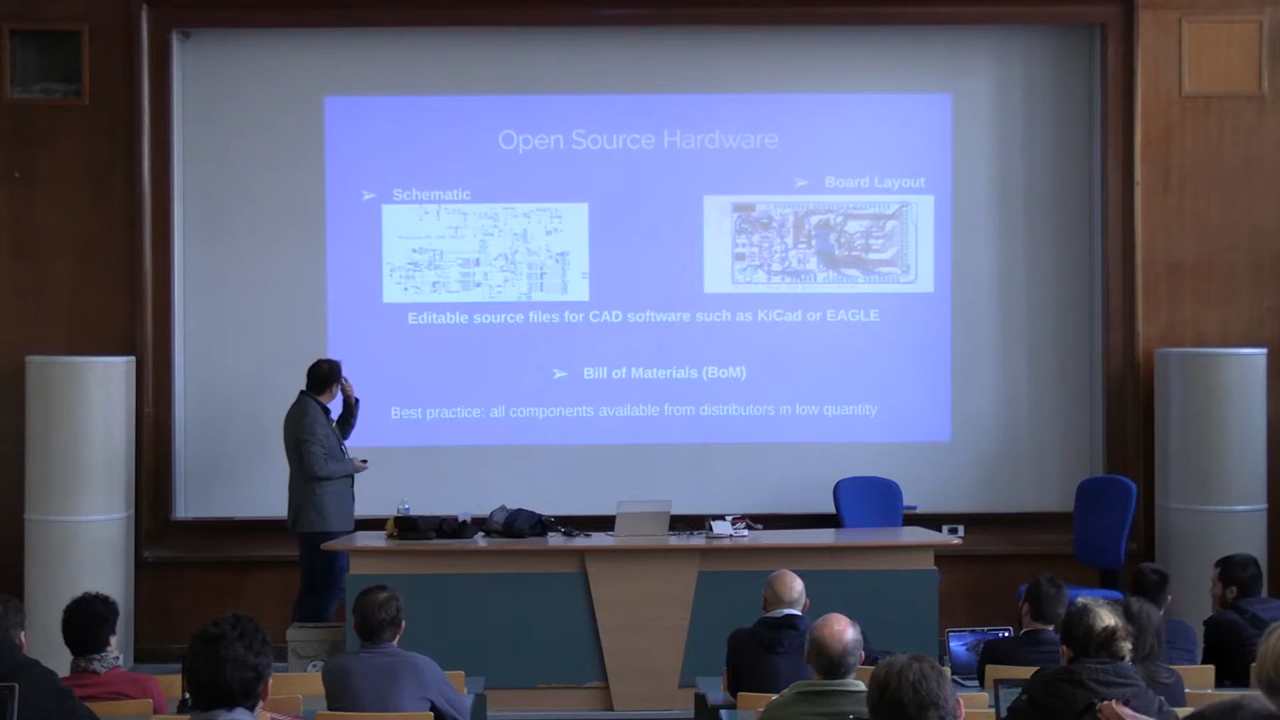 Open Source Hardware
➢ Schematic
➢ Board Layout
Editable source files for CAD software such as KiCad or EAGLE
➢ Bill of Materials (BoM)
Best practice: all components available from distributors in low quantity